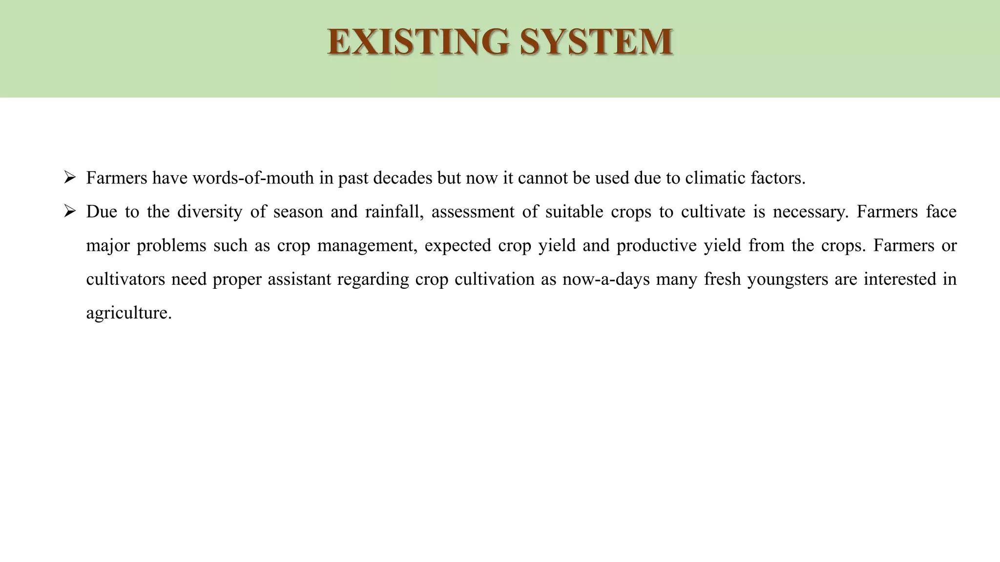 EXISTING SYSTEM
➢ Farmers have words-of-mouth in past decades but now it cannot be used due to climatic factors.
➢ Due to the diversity of season and rainfall, assessment of suitable crops to cultivate is necessary. Farmers face
major problems such as crop management, expected crop yield and productive yield from the crops. Farmers or
cultivators need proper assistant regarding crop cultivation as now-a-days many fresh youngsters are interested in
agriculture.